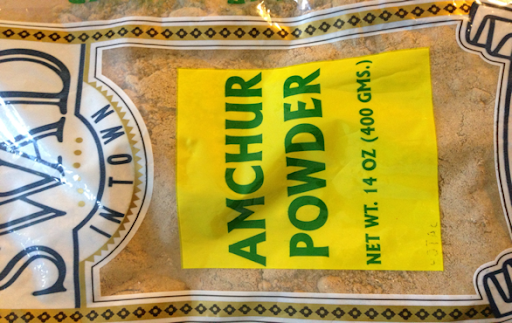 SWAD
IN TOWN
AMCHUR
POWDER
NET WT. 14 OZ (400 GMS.)